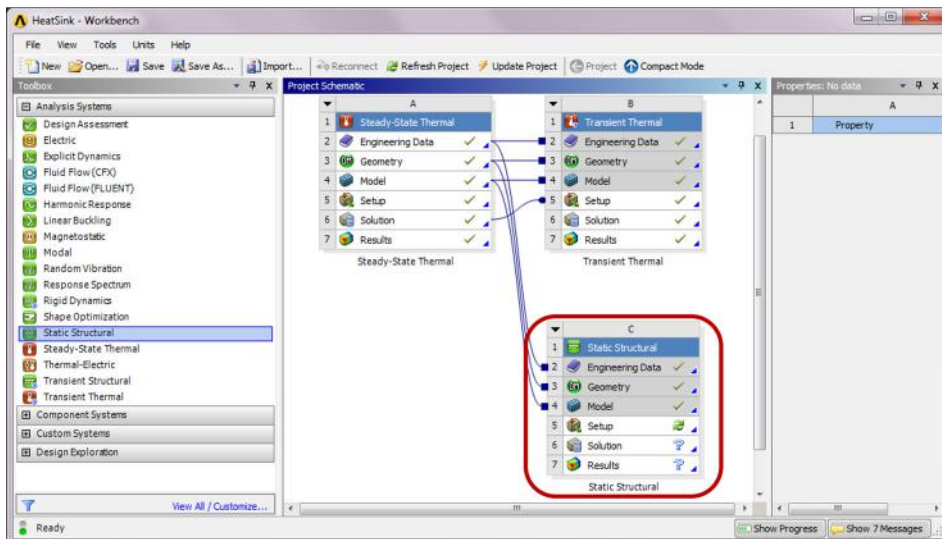 HeatSink - Workbench
File View Tools Units Help
New Open... Save Save As... Import... Reconnect Refresh Project Update Project Project Compact Mode
Toolbox
Analysis Systems
Design Assessment
Electric
Explicit Dynamics
Fluid Flow (CFX)
Fluid Flow (FLUENT)
Harmonic Response
Linear Buckling
Magnetostatic
Modal
Random Vibration
Response Spectrum
Rigid Dynamics
Shape Optimization
Static Structural
Steady-State Thermal
Thermal-Electric
Transient Structural
Transient Thermal
Component Systems
Custom Systems
Design Exploration
View All / Customize...
Project Schematic
A
1 Steady-State Thermal
2 Engineering Data
3 Geometry
4 Model
5 Setup
6 Solution
7 Results
Steady-State Thermal
B
1 Transient Thermal
2 Engineering Data
3 Geometry
4 Model
5 Setup
6 Solution
7 Results
Transient Thermal
C
1 Static Structural
2 Engineering Data
3 Geometry
4 Model
5 Setup
6 Solution
7 Results
Static Structural
Properties: No data
A
1 Property
Ready
Show Progress Show 7 Messages